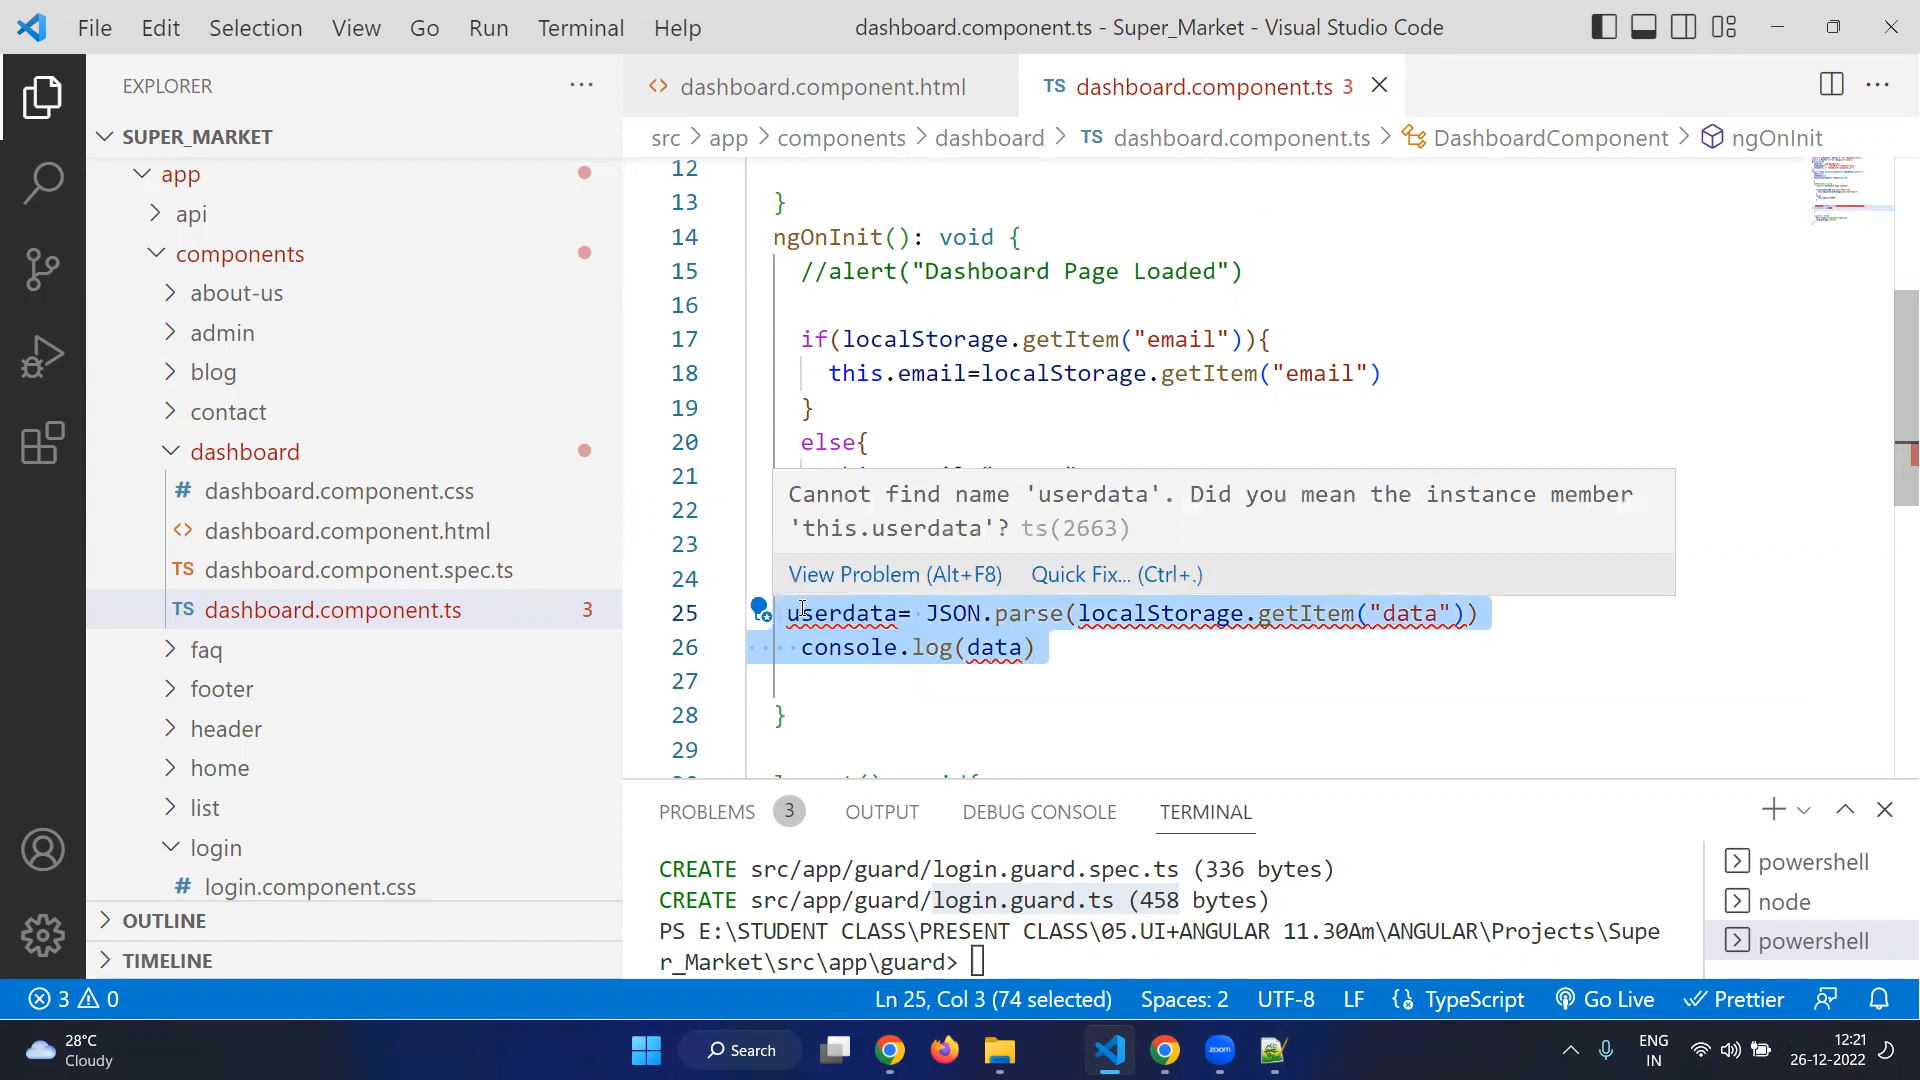 File Edit Selection View Go Run Terminal Help dashboard.component.ts - Super_Market - Visual Studio Code
EXPLORER
SUPER_MARKET
app
api
components
about-us
admin
blog
contact
dashboard
# dashboard.component.css
<> dashboard.component.html
TS dashboard.component.spec.ts
TS dashboard.component.ts 3
faq
footer
header
home
list
login
# login.component.css
OUTLINE
TIMELINE
<> dashboard.component.html TS dashboard.component.ts 3
src > app > components > dashboard > TS dashboard.component.ts > DashboardComponent > ngOnInit
12
13 }
14 ngOnInit(): void {
15 //alert("Dashboard Page Loaded")
16
17 if(localStorage.getItem("email")){
18 this.email=localStorage.getItem("email")
19 }
20 else{
21
22
23
24
Cannot find name 'userdata'. Did you mean the instance member
'this.userdata'? ts(2663)
View Problem (Alt+F8) Quick Fix... (Ctrl+.)
25 userdata= JSON.parse(localStorage.getItem("data"))
26 console.log(data)
27
28 }
29
PROBLEMS 3 OUTPUT DEBUG CONSOLE TERMINAL
CREATE src/app/guard/login.guard.spec.ts (336 bytes)
CREATE src/app/guard/login.guard.ts (458 bytes)
PS E:\STUDENT CLASS\PRESENT CLASS\05.UI+ANGULAR 11.30Am\ANGULAR\Projects\Supe
r_Market\src\app\guard>
powershell
node
powershell
3 0 Ln 25, Col 3 (74 selected) Spaces: 2 UTF-8 LF TypeScript Go Live Prettier
28°C
Cloudy
Search
zoom
ENG
IN
12:21
26-12-2022